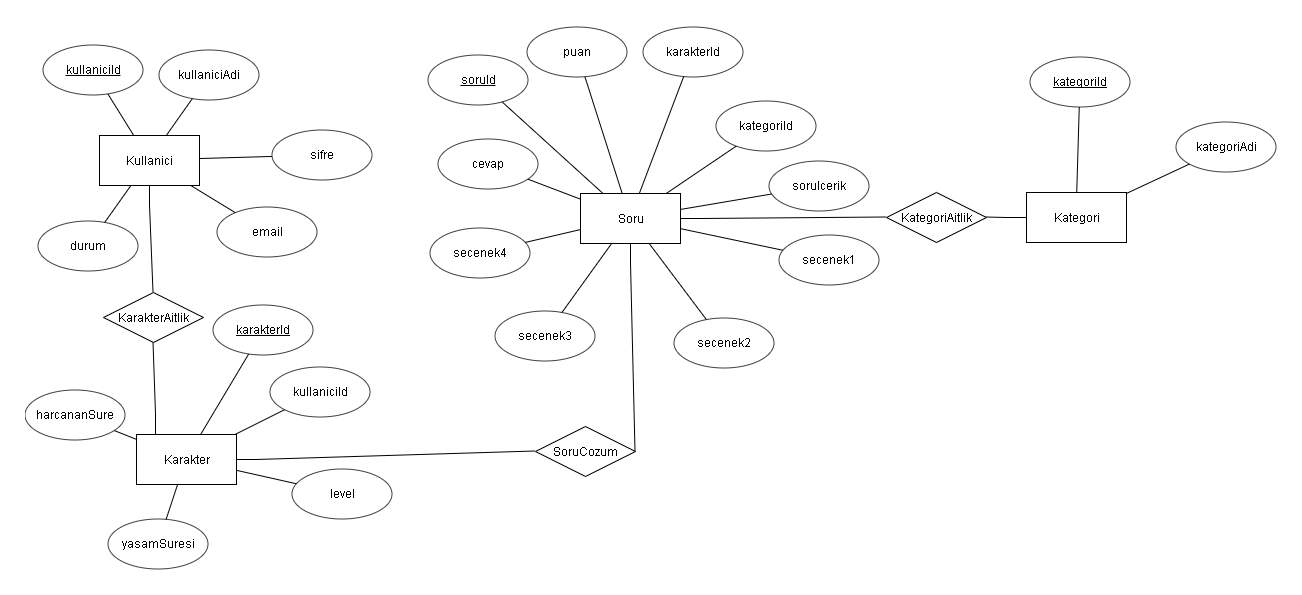 puan
karakterId
kullaniciId
kullaniciAdi
soruId
kategoriId
kategoriId
kategoriAdi
sifre
Kullanici
cevap
sorulcerik
Soru
KategoriAitlik
Kategori
durum
email
secenek4
secenek1
KarakterAitlik
karakterId
secenek3
secenek2
kullaniciId
harcananSure
Karakter
SoruCozum
level
yasamSuresi